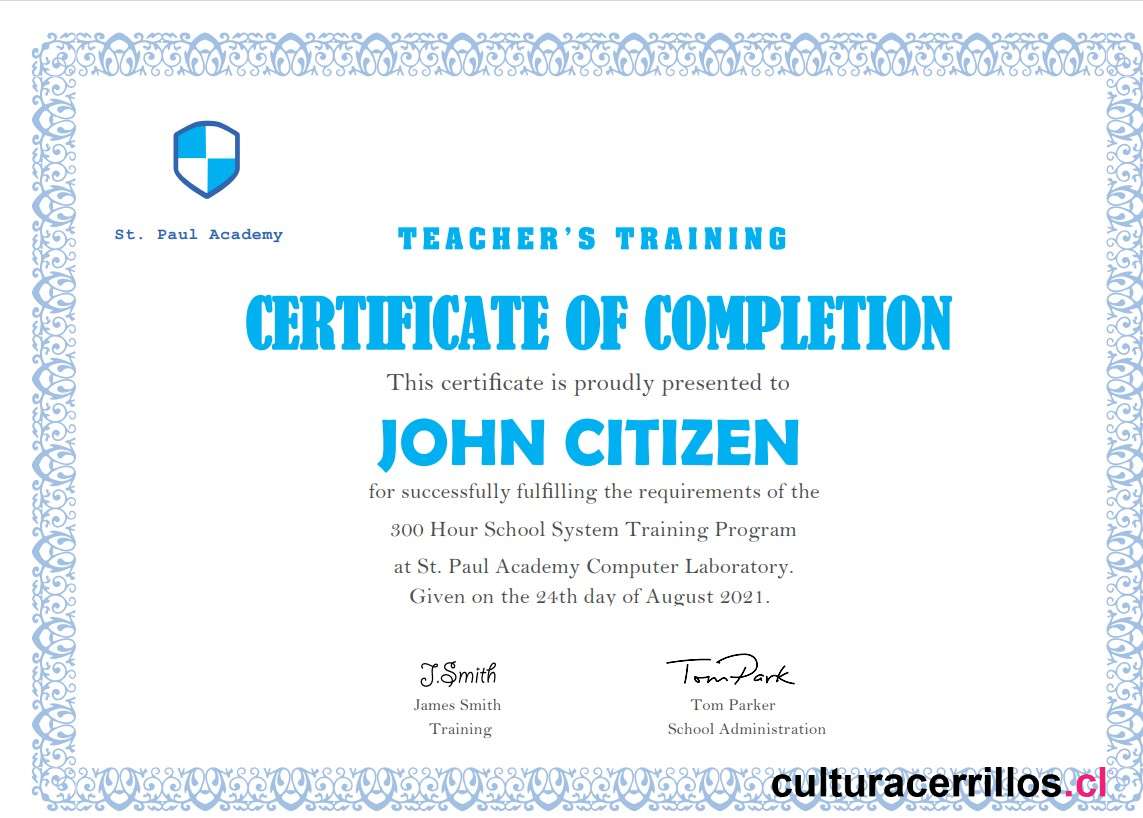 St. Paul Academy
TEACHER'S TRAINING
CERTIFICATE OF COMPLETION
This certificate is proudly presented to
JOHN CITIZEN
for successfully fulfilling the requirements of the
300 Hour School System Training Program
at St. Paul Academy Computer Laboratory.
Given on the 24th day of August 2021.
J.Smith
Tom Park
James Smith
Tom Parker
Training
School Administration
culturacerrillos.cl